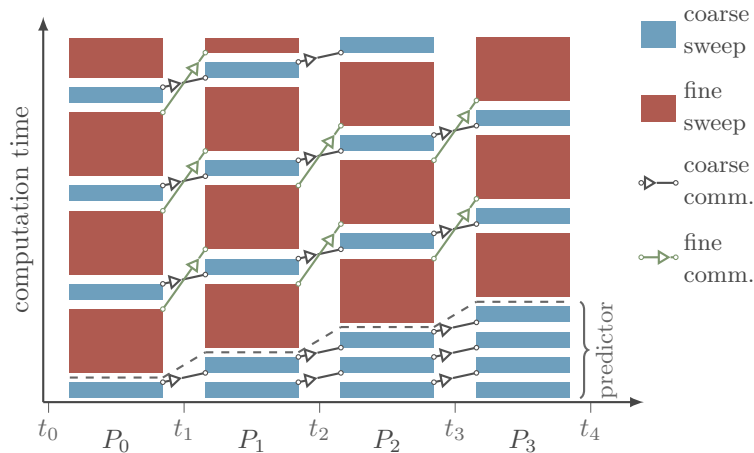 coarse
sweep
fine
sweep
coarse
comm.
fine
comm.
computation time
predictor
t₀ P₀ t₁ P₁ t₂ P₂ t₃ P₃ t₄